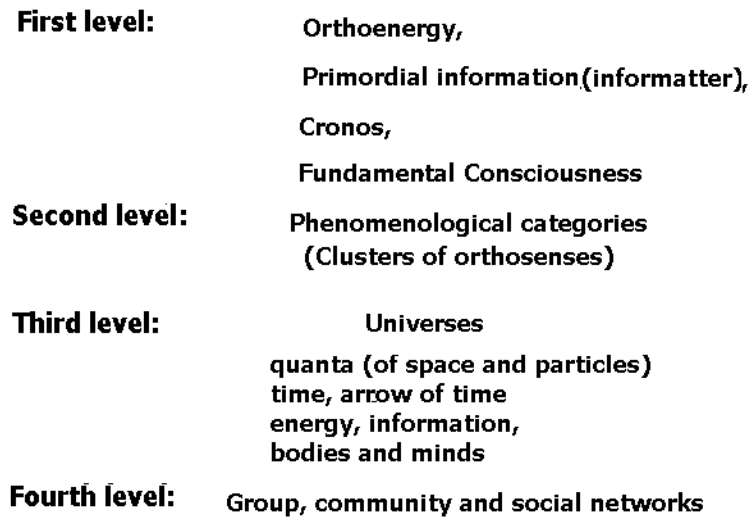 First level: Orthoenergy,
Primordial information (informatter),
Cronos,
Fundamental Consciousness
Second level: Phenomenological categories
(Clusters of orthosenses)
Third level: Universes
quanta (of space and particles)
time, arrow of time
energy, information,
bodies and minds
Fourth level: Group, community and social networks